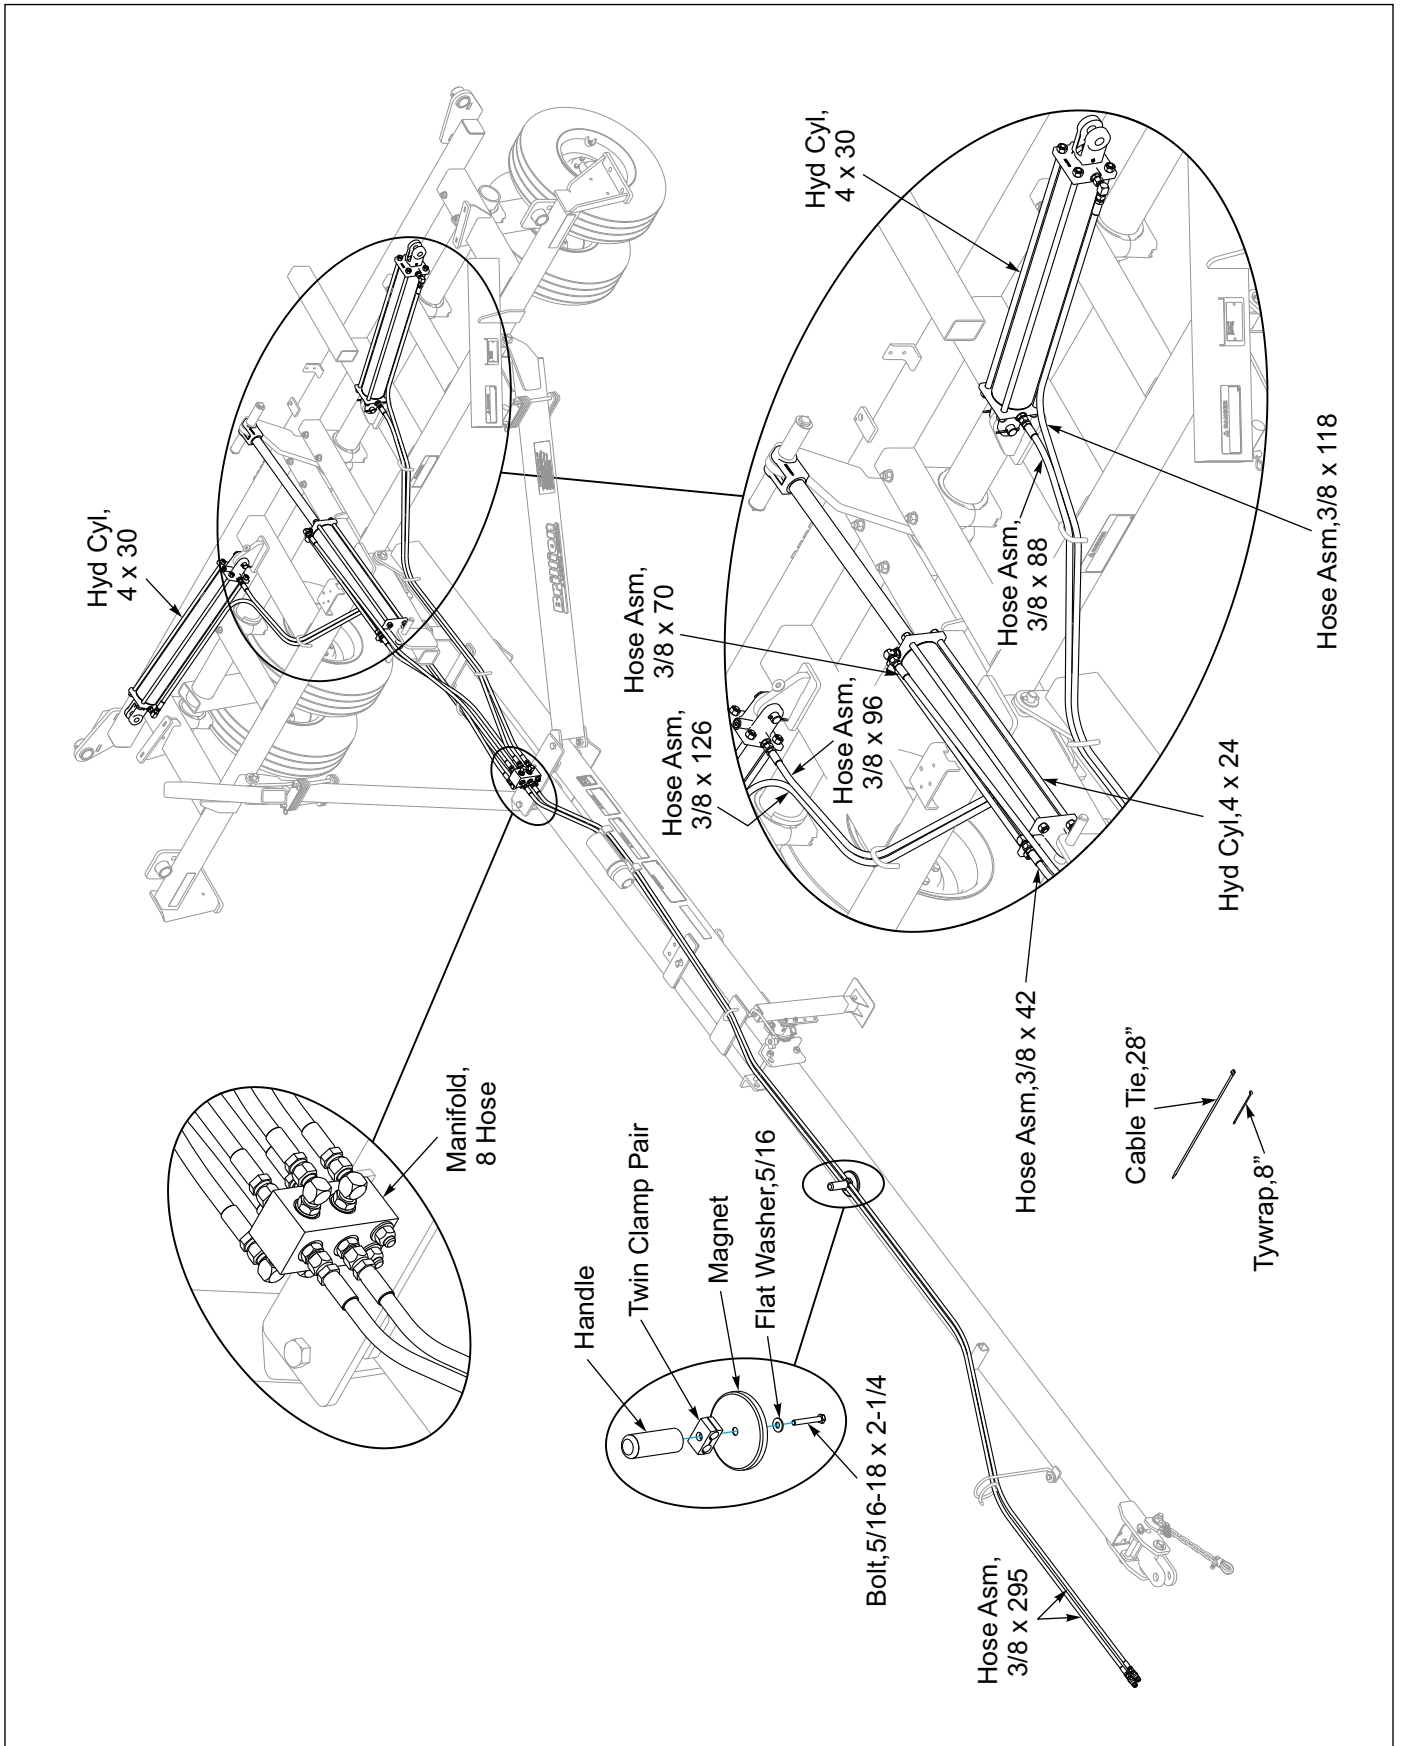 Hyd Cyl,
4 x 30
Hyd Cyl,
4 x 30
Hose Asm,
3/8 x 70
Hose Asm,
3/8 x 126
Hose Asm,
3/8 x 96
Hose Asm,
3/8 x 88
Hose Asm,3/8 x 118
Hyd Cyl,4 x 24
Hose Asm,3/8 x 42
Manifold,
8 Hose
Handle
Twin Clamp Pair
Magnet
Flat Washer,5/16
Bolt,5/16-18 x 2-1/4
Hose Asm,
3/8 x 295
Cable Tie,28”
Tywrap,8”
Brillion
DANGER